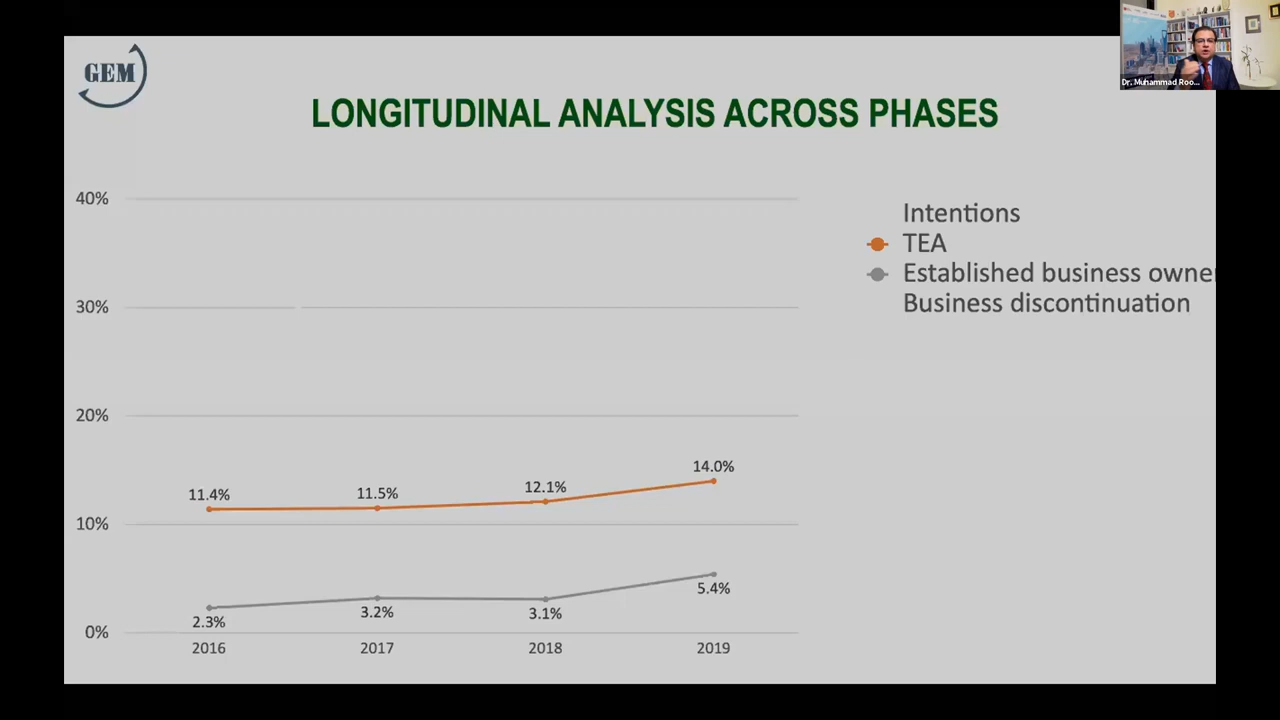 Dr. Muhammad Roo...
GEM
LONGITUDINAL ANALYSIS ACROSS PHASES
40%
30%
20%
10%
0%
Intentions
TEA
Established business owner
Business discontinuation
11.4%
11.5%
12.1%
14.0%
2.3%
3.2%
3.1%
5.4%
2016
2017
2018
2019